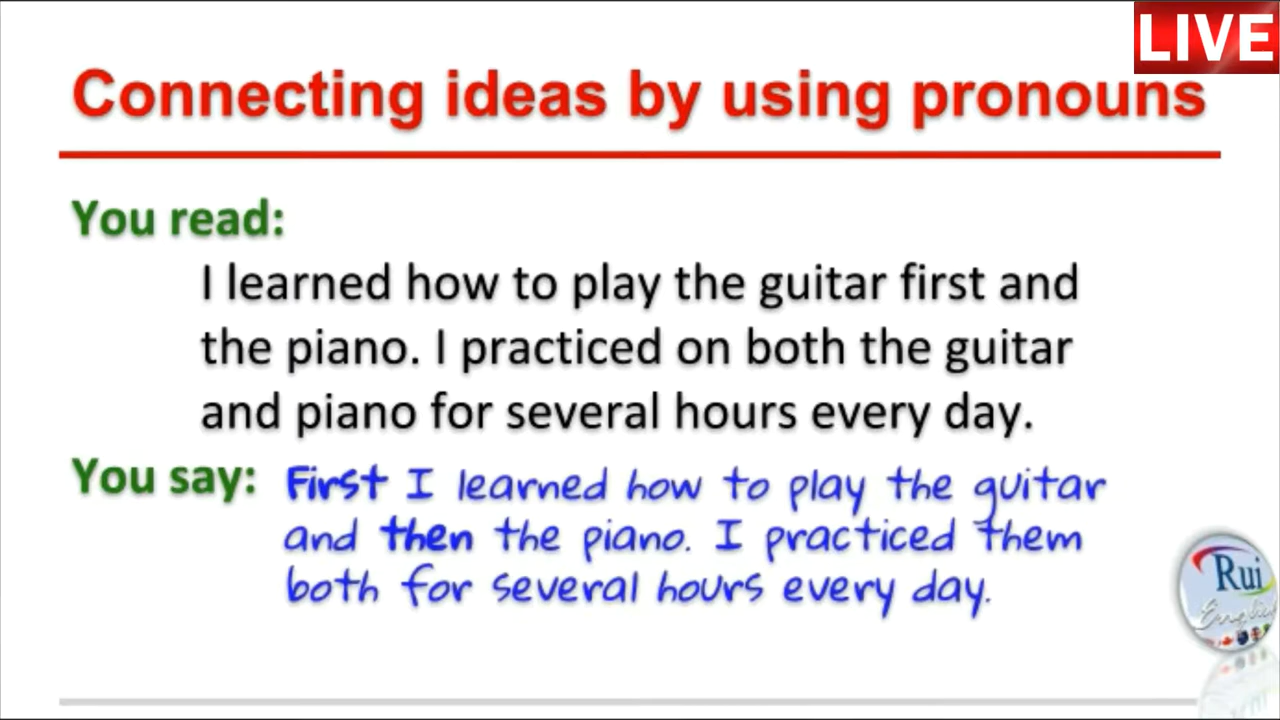 LIVE
Connecting ideas by using pronouns
You read:
I learned how to play the guitar first and
the piano. I practiced on both the guitar
and piano for several hours every day.
You say: First I learned how to play the guitar
and then the piano. I practiced them
both for several hours every day.
Rui
English